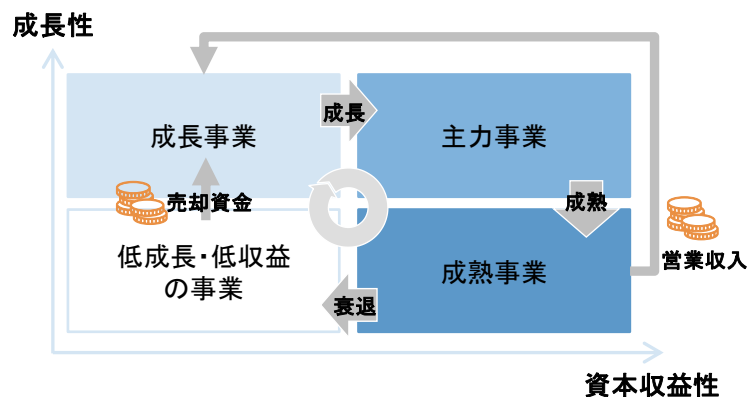 成長性
成長事業
成長
主力事業
売却資金
成熟
低成長・低収益
の事業
衰退
成熟事業
営業収入
資本収益性